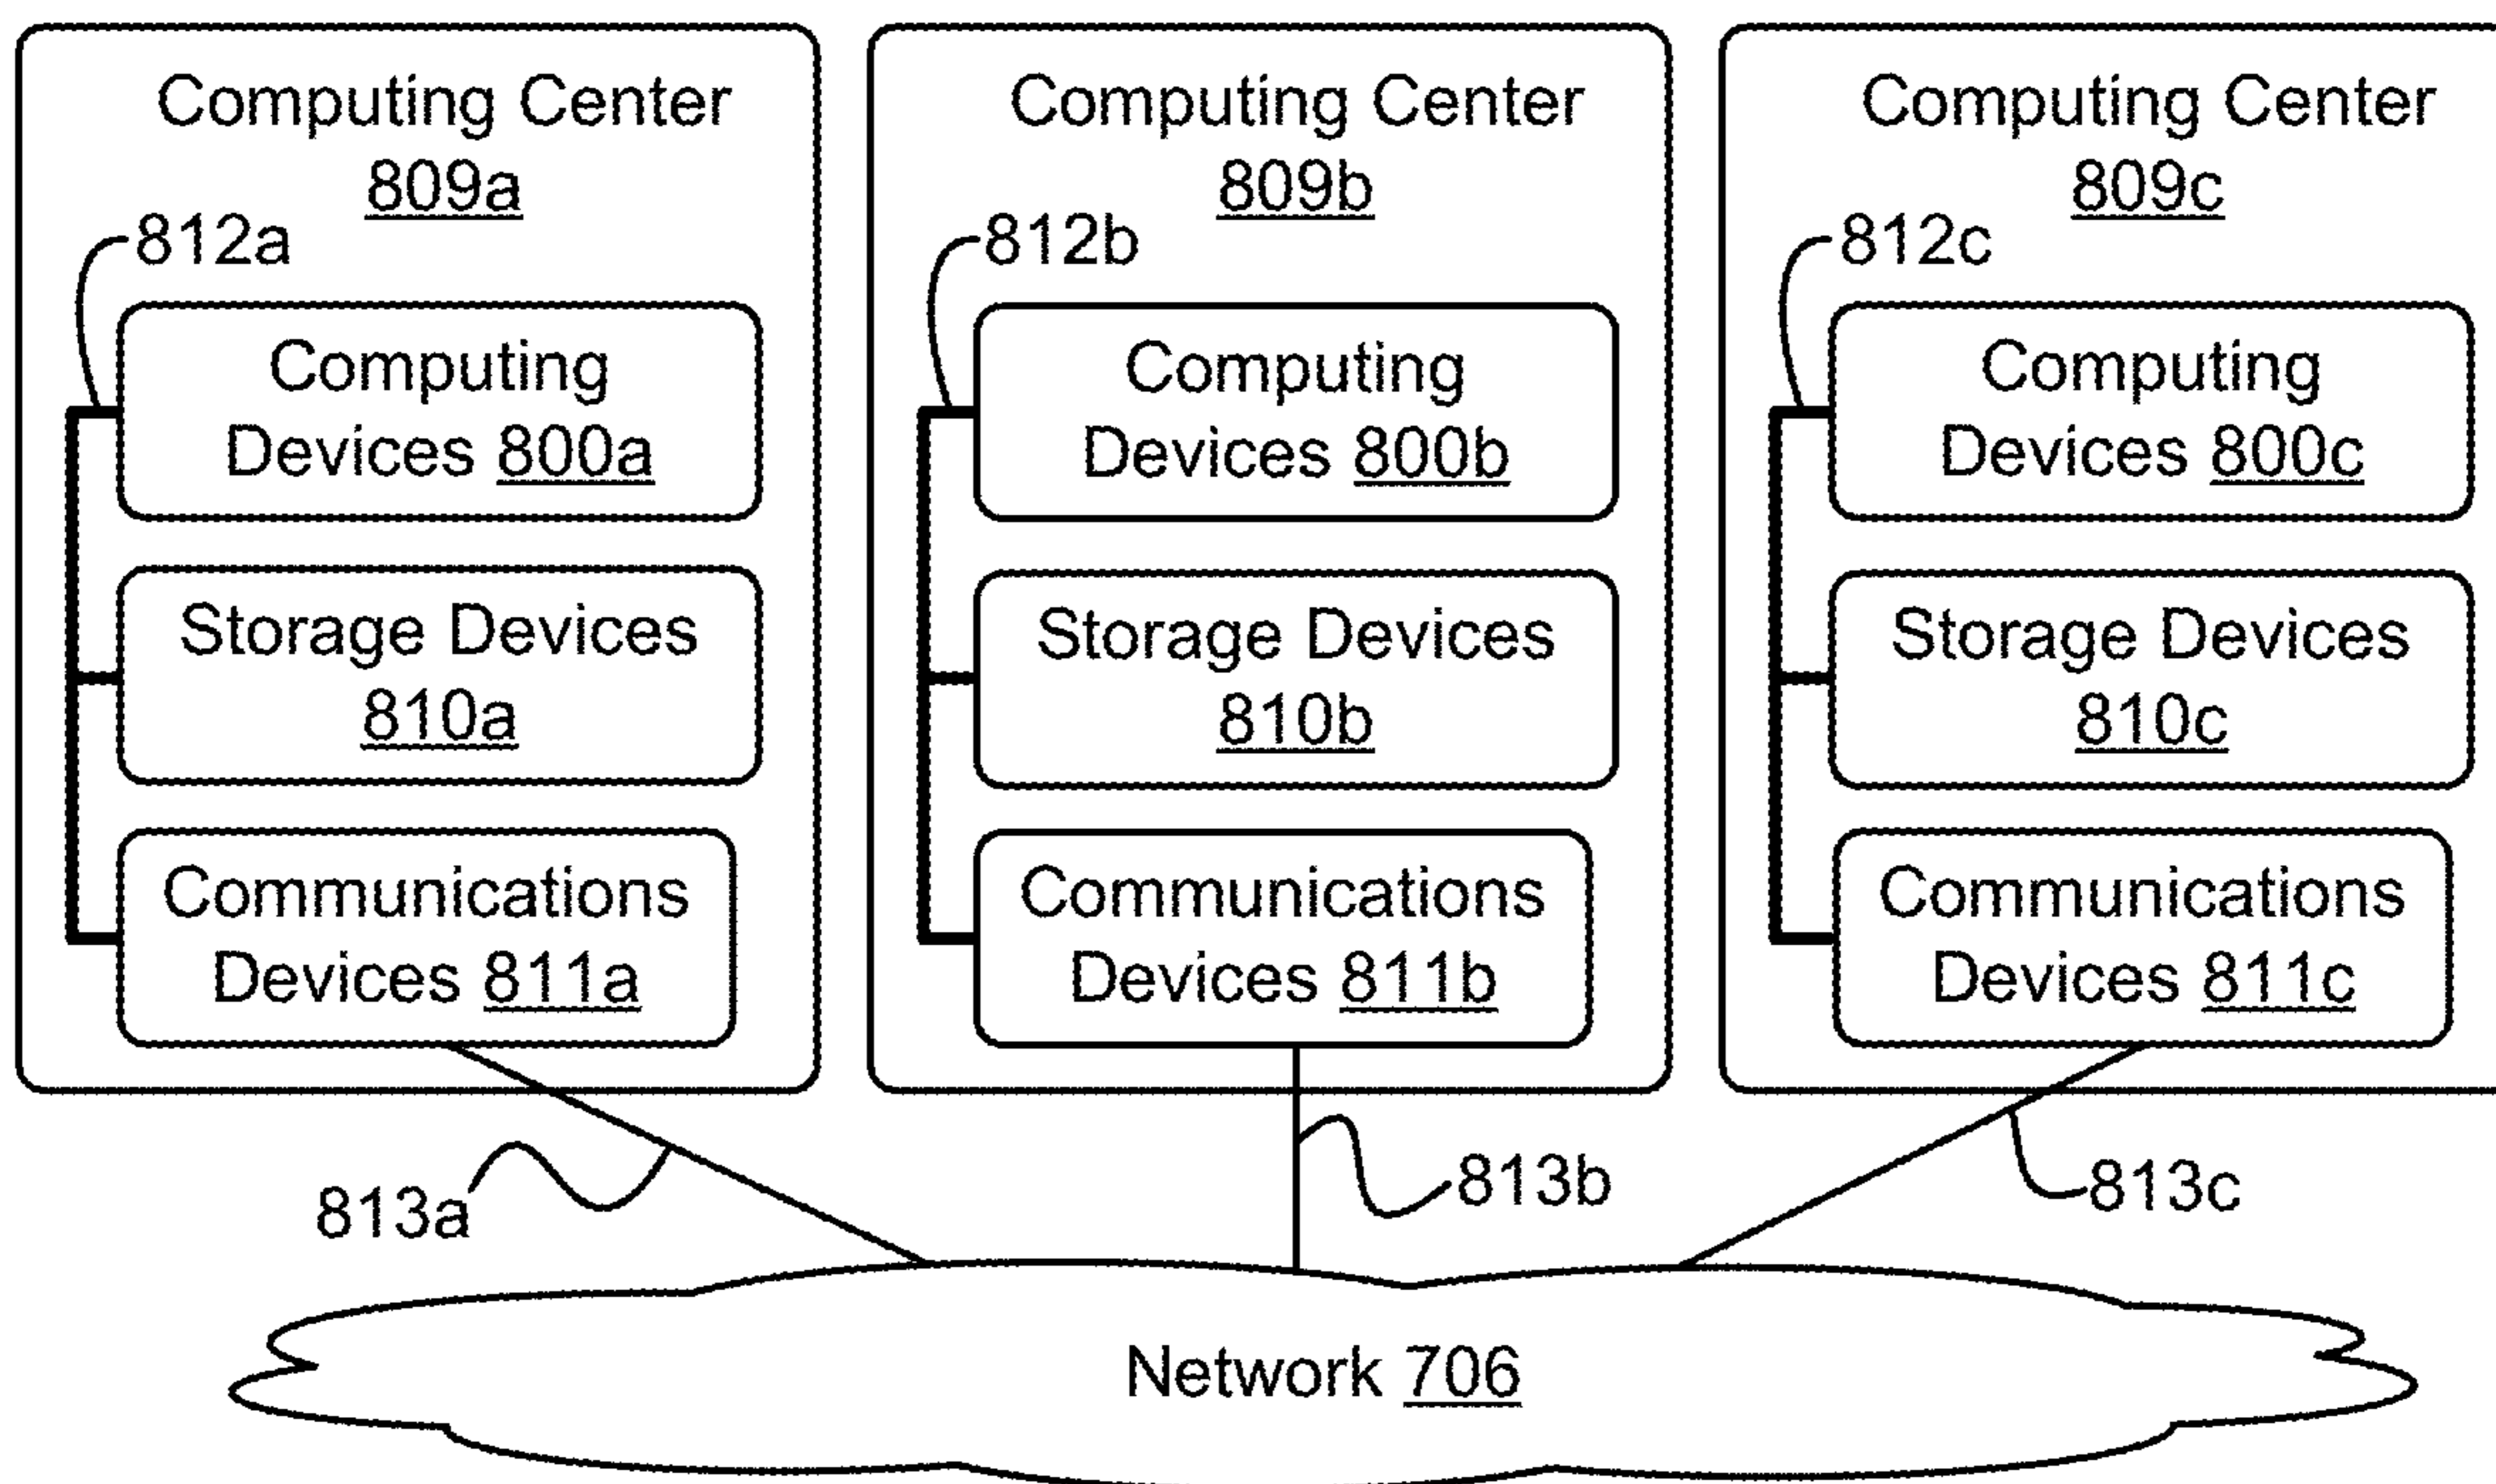 Computing Center
809a
812a
Computing
Devices 800a
Storage Devices
810a
Communications
Devices 811a
Computing Center
809b
812b
Computing
Devices 800b
Storage Devices
810b
Communications
Devices 811b
Computing Center
809c
812c
Computing
Devices 800c
Storage Devices
810c
Communications
Devices 811c
813a
813b
813c
Network 706